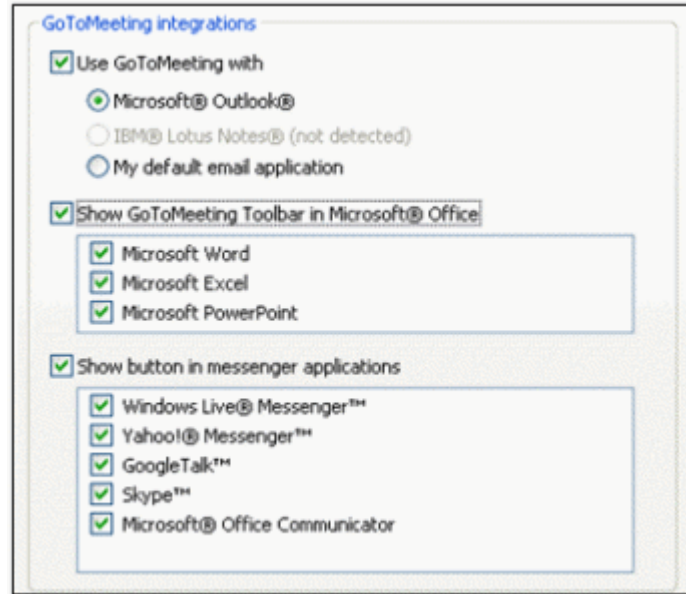 GoToMeeting integrations
Use GoToMeeting with
Microsoft® Outlook®
IBM® Lotus Notes® (not detected)
My default email application
Show GoToMeeting Toolbar in Microsoft® Office
Microsoft Word
Microsoft Excel
Microsoft PowerPoint
Show button in messenger applications
Windows Live® Messenger™
Yahoo!® Messenger™
GoogleTalk™
Skype™
Microsoft® Office Communicator